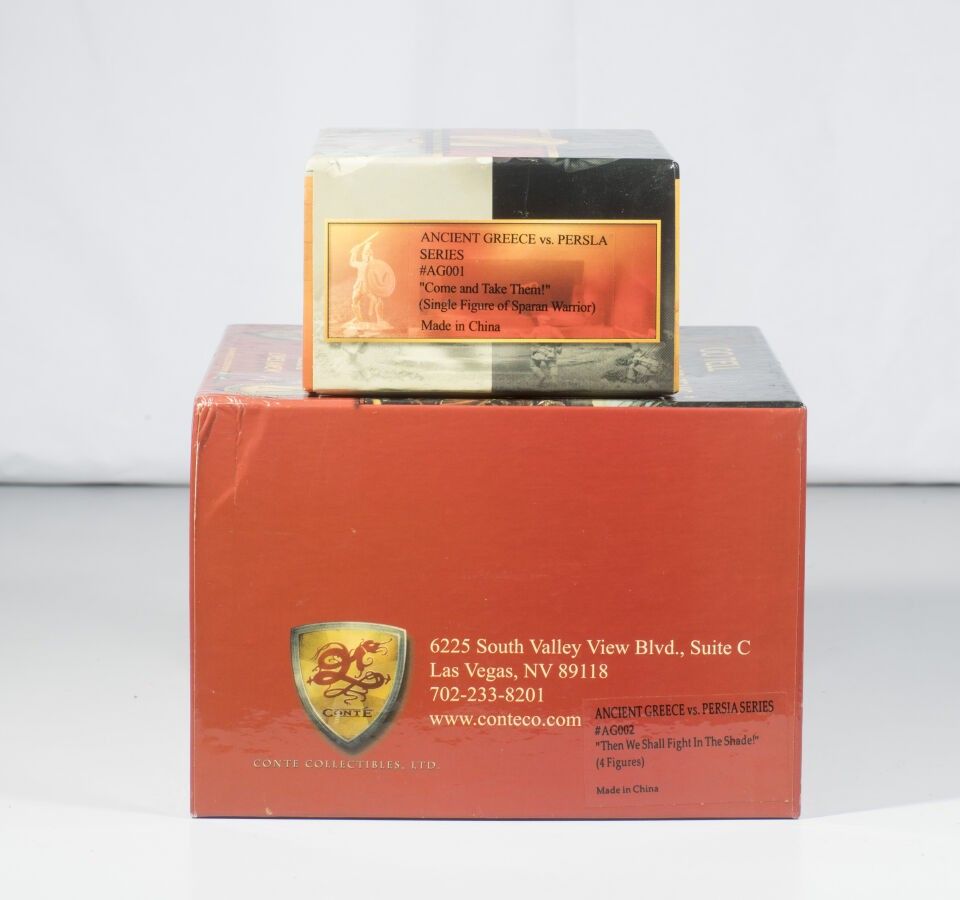 ANCIENT GREECE vs. PERSLA
SERIES
#AG001
"Come and Take Them!"
(Single Figure of Sparan Warrior)
Made in China
6225 South Valley View Blvd., Suite C
Las Vegas, NV 89118
702-233-8201
www.conteco.com
CONTÉ
CONTE COLLECTIBLES, LTD.
ANCIENT GREECE vs. PERSIA SERIES
#AG002
"Then We Shall Fight In The Shade!"
(4 Figures)
Made in China